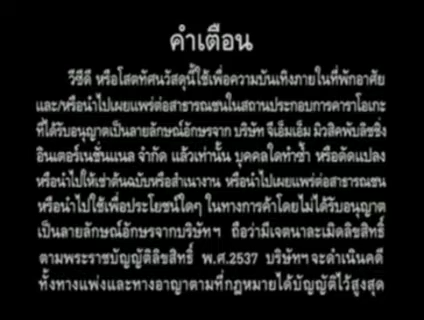 คำเตือน
วีซีดี หรือโสตทัศนวัสดุนี้ใช้เพื่อความบันเทิงภายในที่พักอาศัย
และ/หรือนำไปเผยแพร่ต่อสาธารณชนในสถานประกอบการคาราโอเกะ
ที่ได้รับอนุญาตเป็นลายลักษณ์อักษรจาก บริษัท จีเอ็มเอ็ม มิวสิคพับลิชชิ่ง
อินเตอร์เนชั่นแนล จำกัด แล้วเท่านั้น บุคคลใดทำซ้ำ หรือดัดแปลง
หรือนำไปให้เช่าต้นฉบับหรือสำเนางาน หรือนำไปเผยแพร่ต่อสาธารณชน
หรือนำไปใช้เพื่อประโยชน์ใดๆ ในทางการค้าโดยไม่ได้รับอนุญาต
เป็นลายลักษณ์อักษรจากบริษัทฯ ถือว่ามีเจตนาละเมิดลิขสิทธิ์
ตามพระราชบัญญัติลิขสิทธิ์ พ.ศ.2537 บริษัทฯจะดำเนินคดี
ทั้งทางแพ่งและทางอาญาตามที่กฎหมายได้บัญญัติไว้สูงสุด